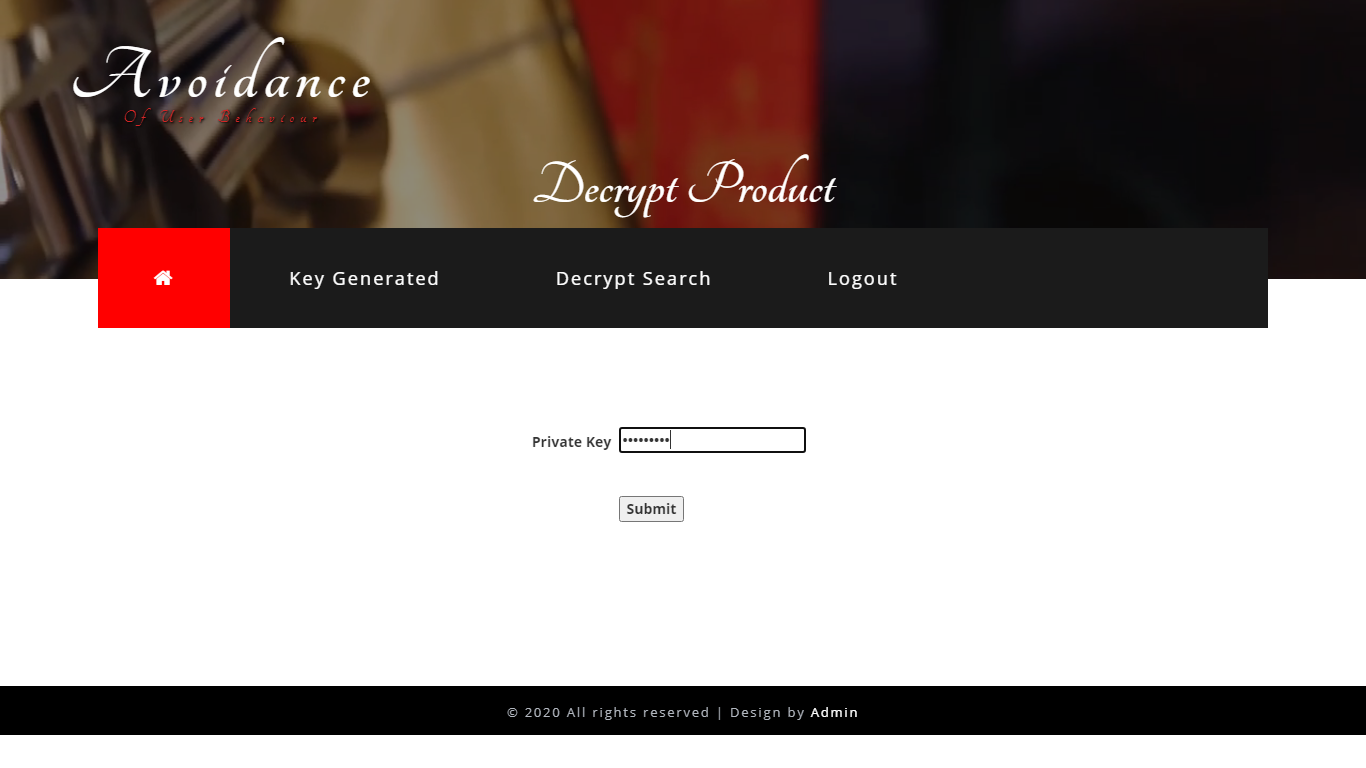 Avoidance
Of User Behaviour
Decrypt Product
Key Generated
Decrypt Search
Logout
Private Key •••••••••
Submit
© 2020 All rights reserved | Design by Admin